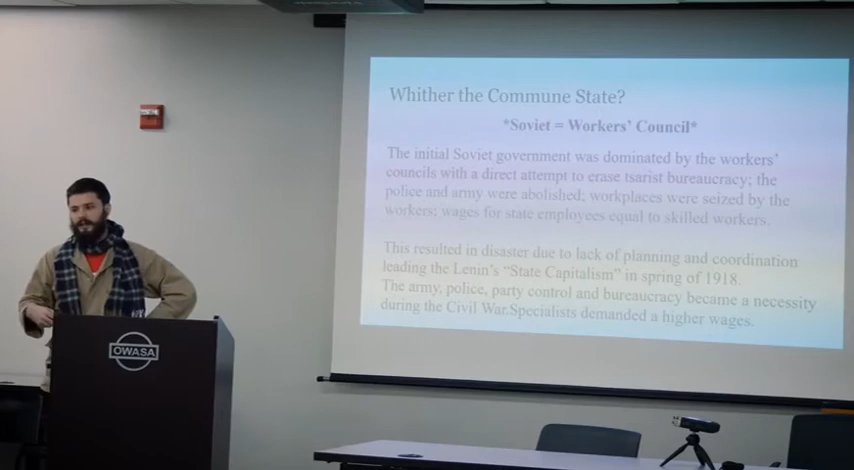 Whither the Commune State?
*Soviet = Workers' Council*
The initial Soviet government was dominated by the workers'
councils with a direct attempt to erase tsarist bureaucracy; the
police and army were abolished; workplaces were seized by the
workers; wages for state employees equal to skilled workers.
This resulted in disaster due to lack of planning and coordination
leading the Lenin's "State Capitalism" in spring of 1918.
The army, police, party control and bureaucracy became a necessity
during the Civil War.Specialists demanded a higher wages.
OWASA